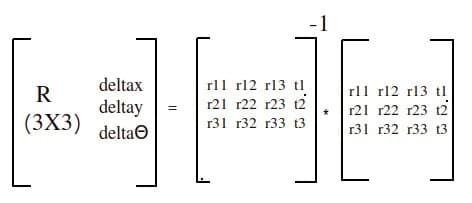 -1
R deltax r11 r12 r13 t1 r11 r12 r13 t1
(3X3) deltay = r21 r22 r23 t2 * r21 r22 r23 t2
deltaΘ r31 r32 r33 t3 r31 r32 r33 t3